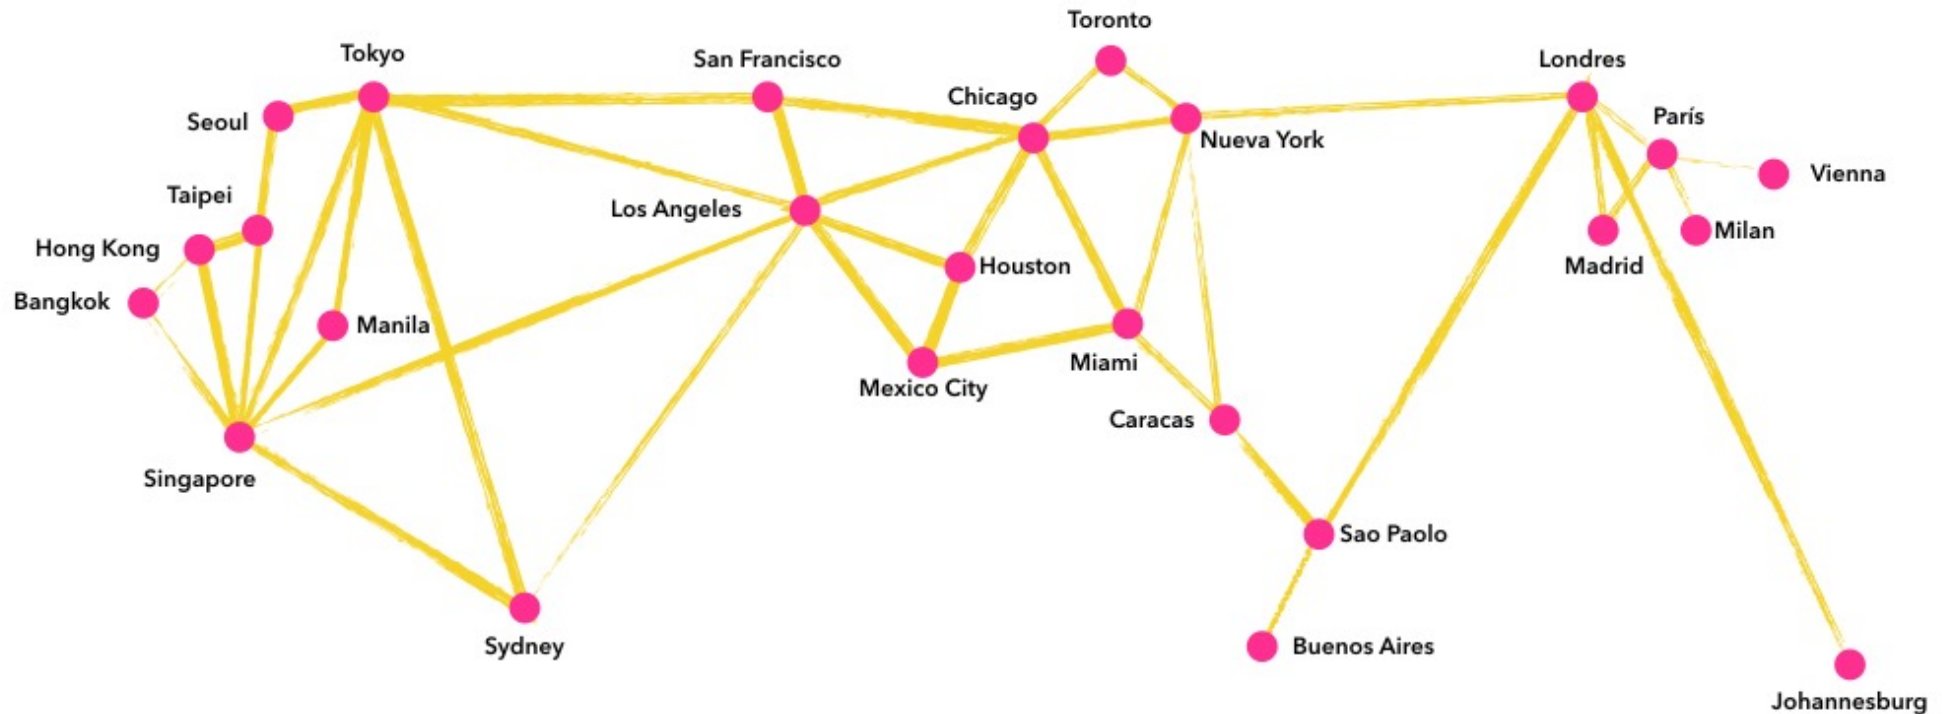 Toronto
Tokyo
San Francisco
Londres
Chicago
París
Seoul
Nueva York
Vienna
Taipei
Los Angeles
Milan
Hong Kong
Houston
Madrid
Bangkok
Manila
Miami
Mexico City
Caracas
Singapore
Sao Paolo
Sydney
Buenos Aires
Johannesburg